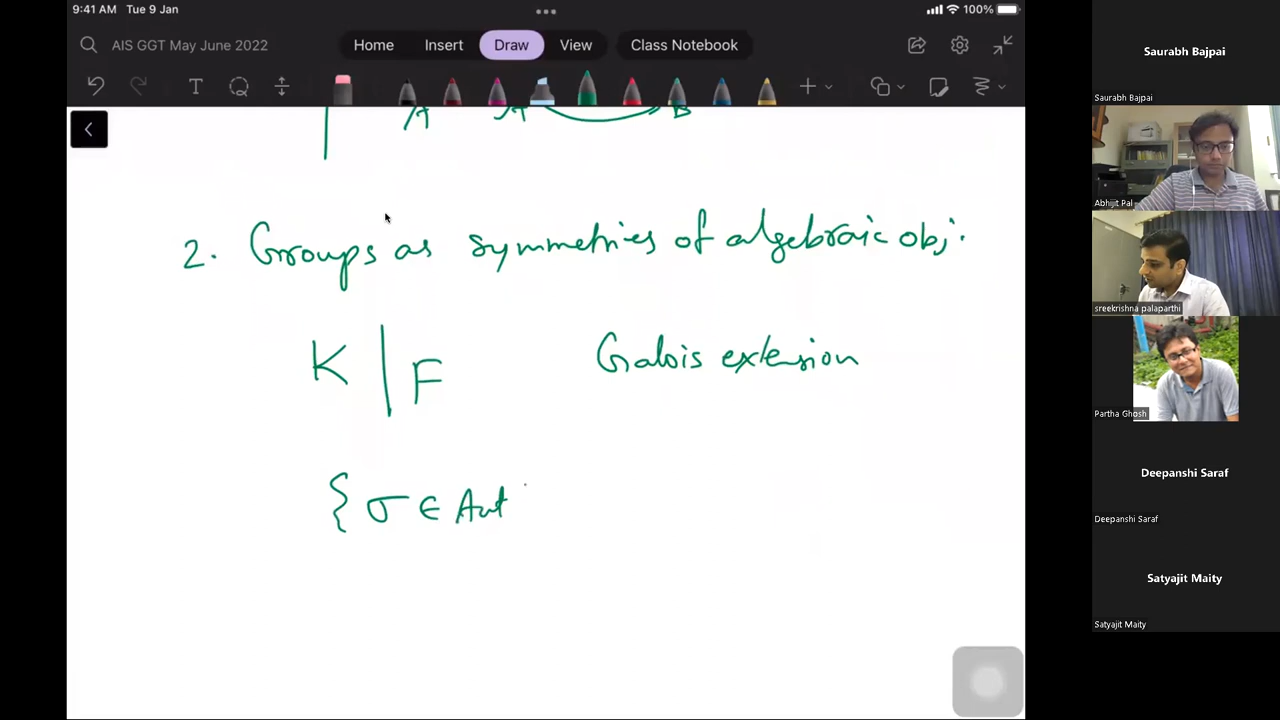 9:41 AM Tue 9 Jan
100%
AIS GGT May June 2022
Home Insert Draw View Class Notebook
A A B
2. Groups as symmetries of algebraic obj.
K | F Galois extension
{ σ ∈ Aut
Saurabh Bajpai
Saurabh Bajpai
Abhijit Pal
sreekrishna palaparthi
Partha Ghosh
Deepanshi Saraf
Deepanshi Saraf
Satyajit Maity
Satyajit Maity